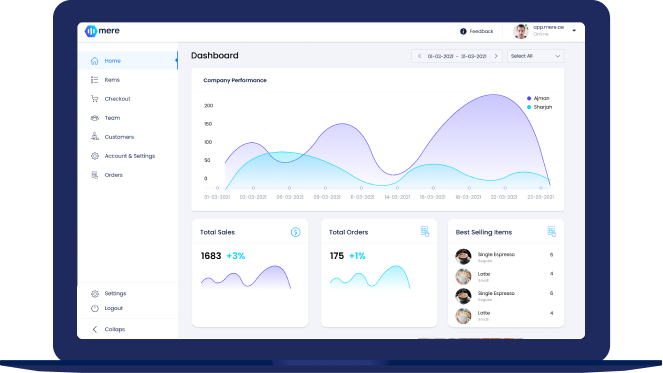 mere
Feedback
app.mere.ae
Online
Home
Items
Checkout
Team
Customers
Account & Settings
Orders
Settings
Logout
Collaps
Dashboard
01-03-2021 - 31-03-2021
Select All
Company Performance
Ajman
Sharjah
200
150
100
50
0
01-03-2021
03-03-2021
06-03-2021
09-03-2021
11-03-2021
14-03-2021
15-03-2021
18-03-2021
22-03-2021
23-03-2021
Total Sales
1683 +3%
Total Orders
175 +1%
Best Selling Items
Single Espresso 6
Regular
Latte 4
Small
Single Espresso 6
Regular
Latte 4
Small